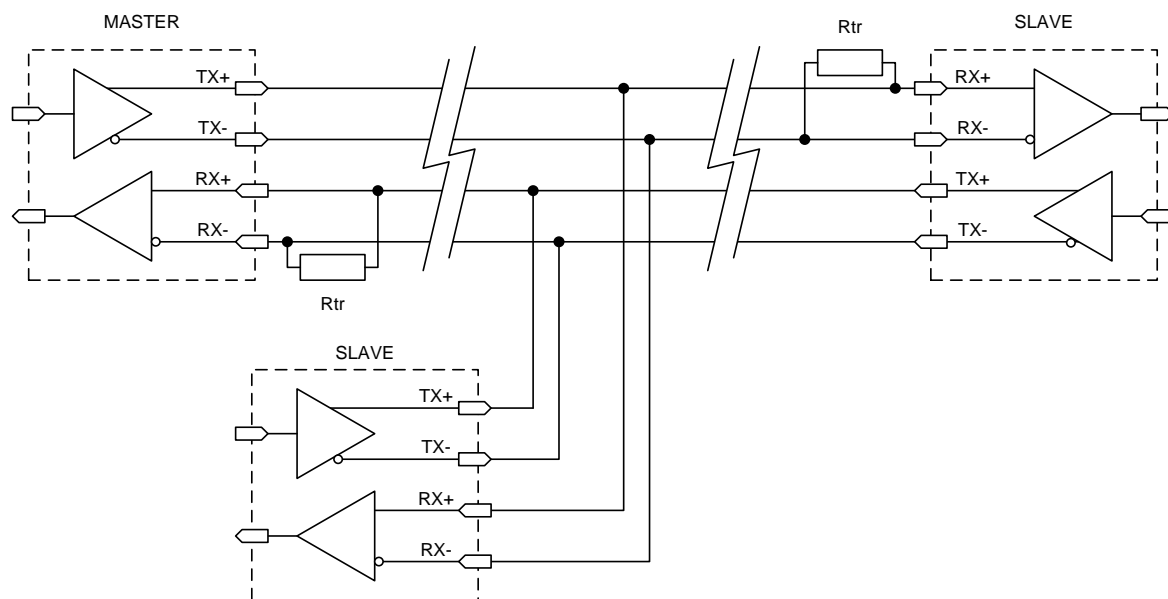 MASTER
SLAVE
Rtr
TX+
RX+
TX-
RX-
RX+
TX+
RX-
TX-
Rtr
SLAVE
TX+
TX-
RX+
RX-